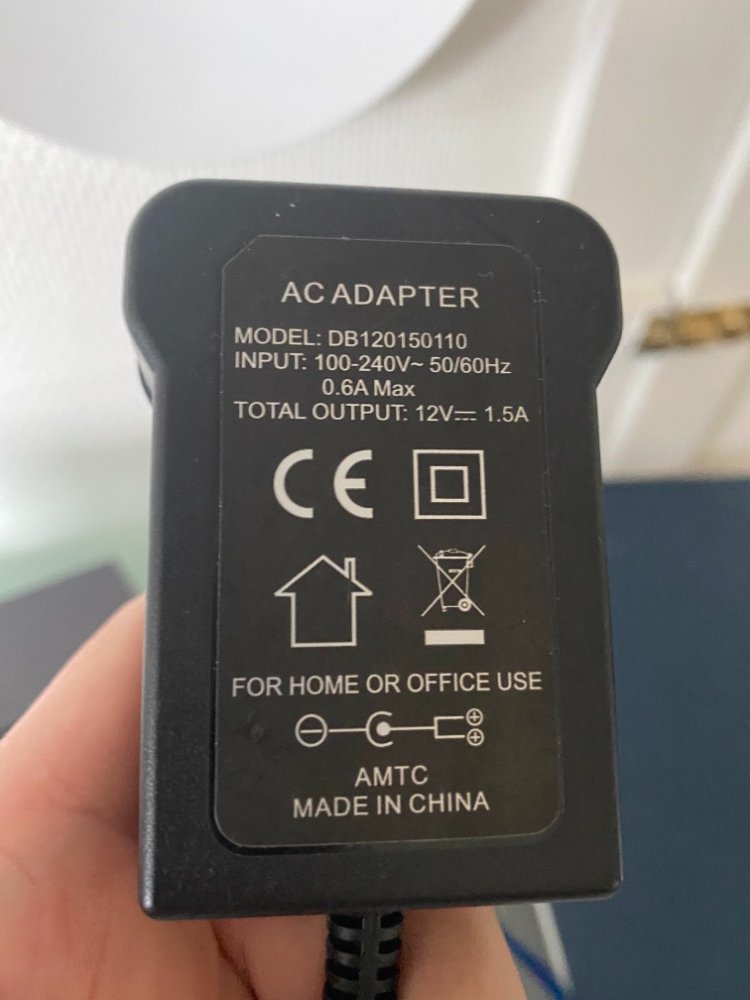 AC ADAPTER
MODEL: DB120150110
INPUT: 100-240V~ 50/60Hz
0.6A Max
TOTAL OUTPUT: 12V⎓ 1.5A
CE
FOR HOME OR OFFICE USE
AMTC
MADE IN CHINA